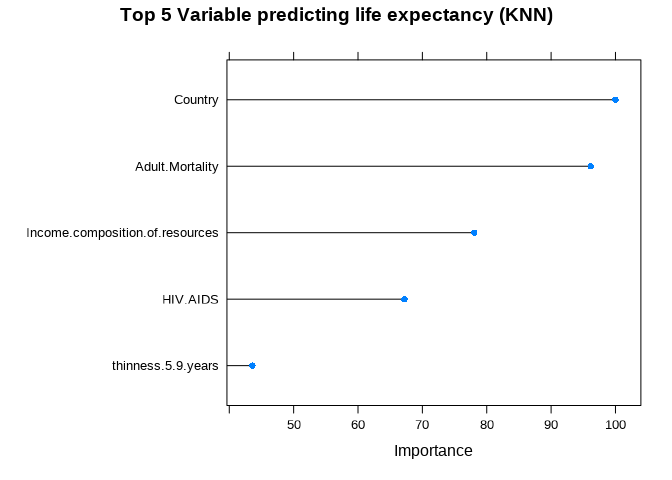 Top 5 Variable predicting life expectancy (KNN)
Country
Adult.Mortality
Income.composition.of.resources
HIV.AIDS
thinness.5.9.years
50 60 70 80 90 100
Importance